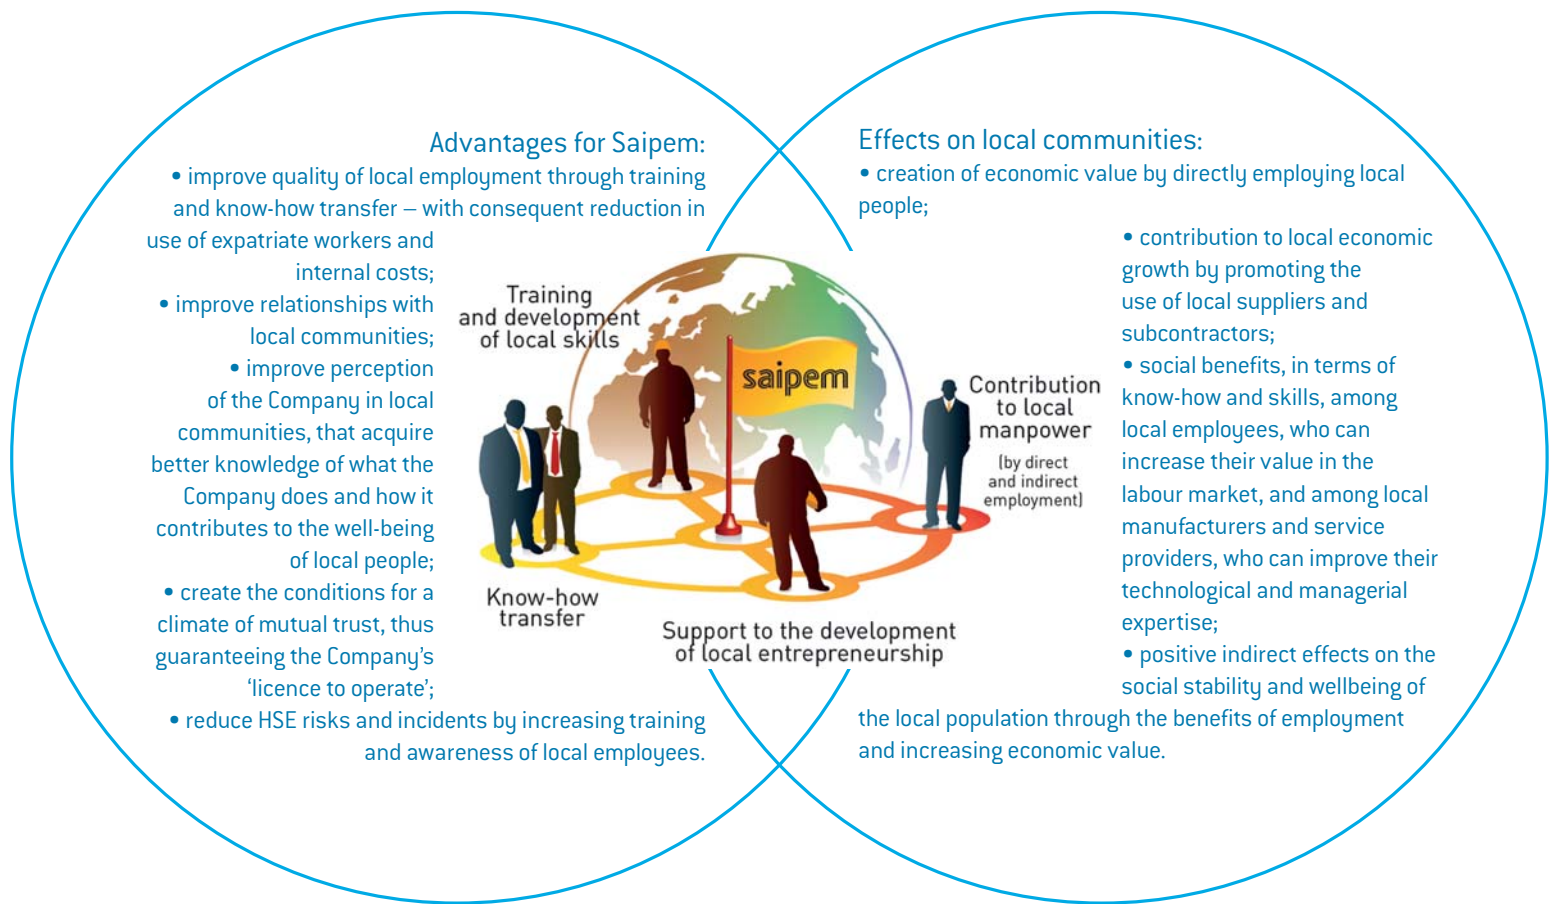 Advantages for Saipem:
• improve quality of local employment through training
and know-how transfer – with consequent reduction in
use of expatriate workers and
internal costs;
• improve relationships with
local communities;
• improve perception
of the Company in local
communities, that acquire
better knowledge of what the
Company does and how it
contributes to the well-being
of local people;
• create the conditions for a
climate of mutual trust, thus
guaranteeing the Company’s
‘licence to operate’;
• reduce HSE risks and incidents by increasing training
and awareness of local employees.
Training
and development
of local skills
saipem
Contribution
to local
manpower
(by direct
and indirect
employment)
Know-how
transfer
Support to the development
of local entrepreneurship
Effects on local communities:
• creation of economic value by directly employing local
people;
• contribution to local economic
growth by promoting the
use of local suppliers and
subcontractors;
• social benefits, in terms of
know-how and skills, among
local employees, who can
increase their value in the
labour market, and among local
manufacturers and service
providers, who can improve their
technological and managerial
expertise;
• positive indirect effects on the
social stability and wellbeing of
the local population through the benefits of employment
and increasing economic value.